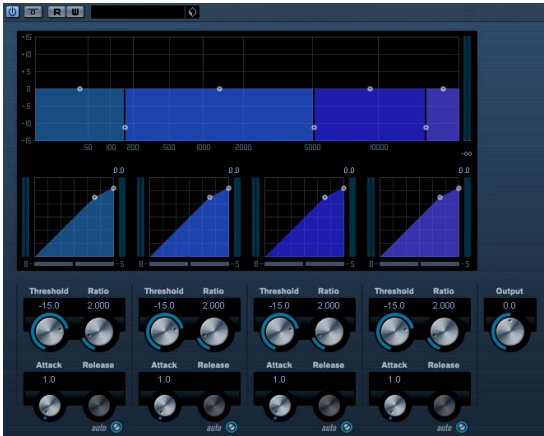 R W
+15
+10
+5
0
-5
-10
-15
50 100 200 500 1000 2000 5000 10000
-oo
0.0 0.0 0.0 0.0
B S B S B S B S
Threshold Ratio Threshold Ratio Threshold Ratio Threshold Ratio Output
-15.0 2.000 -15.0 2.000 -15.0 2.000 -15.0 2.000 0.0
Attack Release Attack Release Attack Release Attack Release
1.0 1.0 1.0 1.0
auto auto auto auto